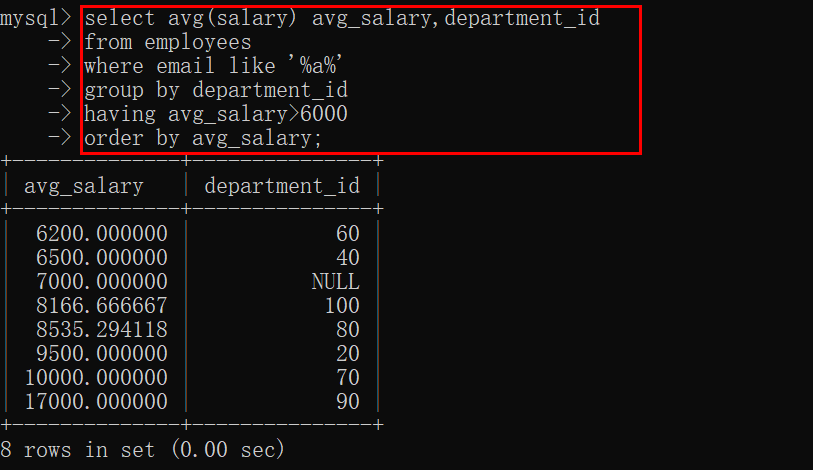 mysql> select avg(salary) avg_salary,department_id
    -> from employees
    -> where email like '%a%'
    -> group by department_id
    -> having avg_salary>6000
    -> order by avg_salary;
+--------------+---------------+
| avg_salary   | department_id |
+--------------+---------------+
|  6200.000000 |            60 |
|  6500.000000 |            40 |
|  7000.000000 |          NULL |
|  8166.666667 |           100 |
|  8535.294118 |            80 |
|  9500.000000 |            20 |
| 10000.000000 |            70 |
| 17000.000000 |            90 |
+--------------+---------------+
8 rows in set (0.00 sec)